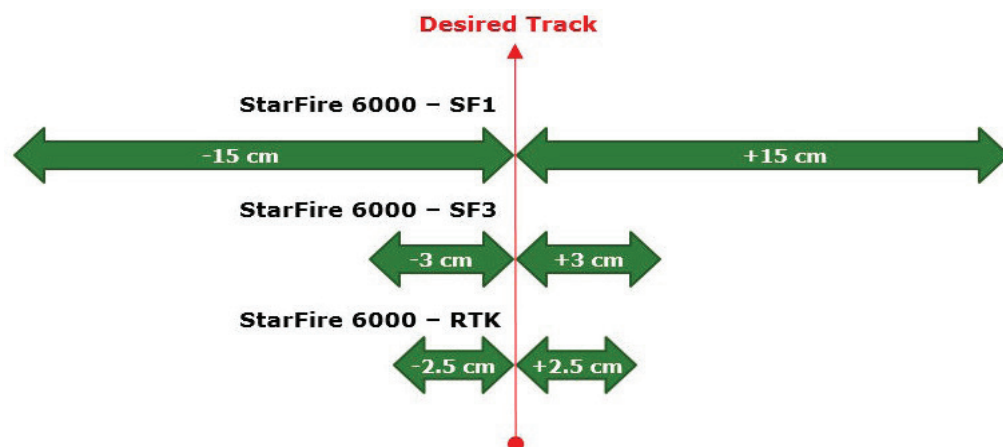 Desired Track
StarFire 6000 – SF1
-15 cm
+15 cm
StarFire 6000 – SF3
-3 cm
+3 cm
StarFire 6000 – RTK
-2.5 cm
+2.5 cm